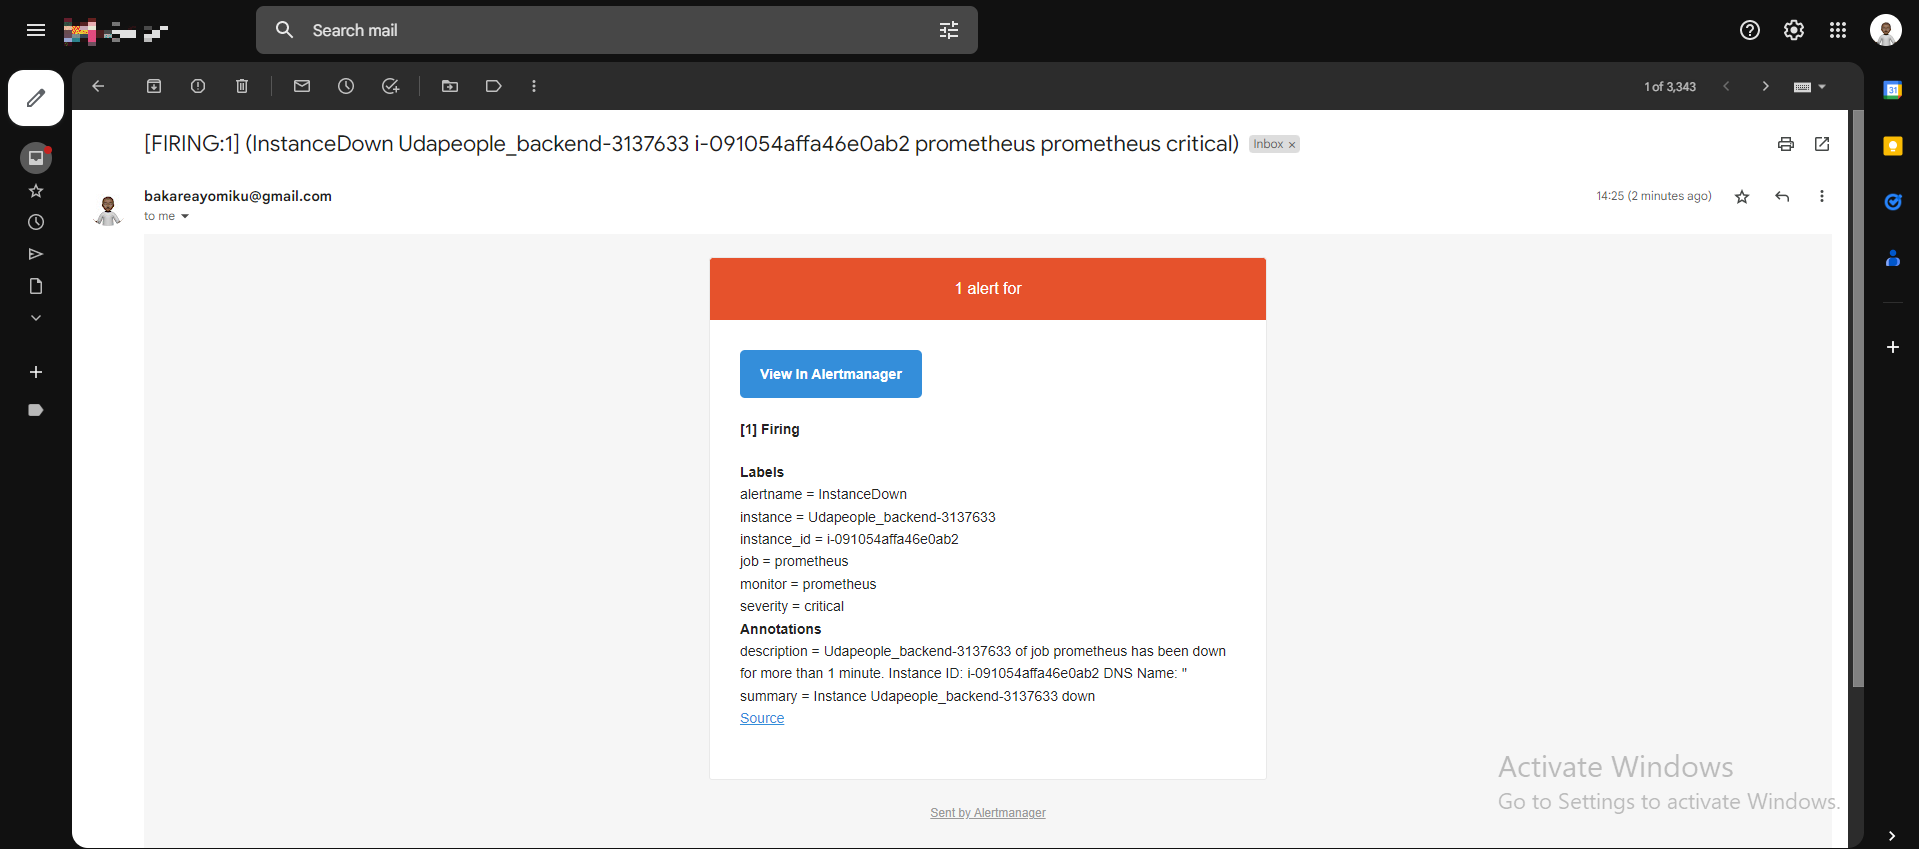 Search mail
1 of 3,343
[FIRING:1] (InstanceDown Udapeople_backend-3137633 i-091054affa46e0ab2 prometheus prometheus critical)
Inbox ×
bakareayomiku@gmail.com
14:25 (2 minutes ago)
to me
31
1 alert for
View In Alertmanager
[1] Firing
Labels
alertname = InstanceDown
instance = Udapeople_backend-3137633
instance_id = i-091054affa46e0ab2
job = prometheus
monitor = prometheus
severity = critical
Annotations
description = Udapeople_backend-3137633 of job prometheus has been down
for more than 1 minute. Instance ID: i-091054affa46e0ab2 DNS Name: "
summary = Instance Udapeople_backend-3137633 down
Source
Sent by Alertmanager
Activate Windows
Go to Settings to activate Windows.